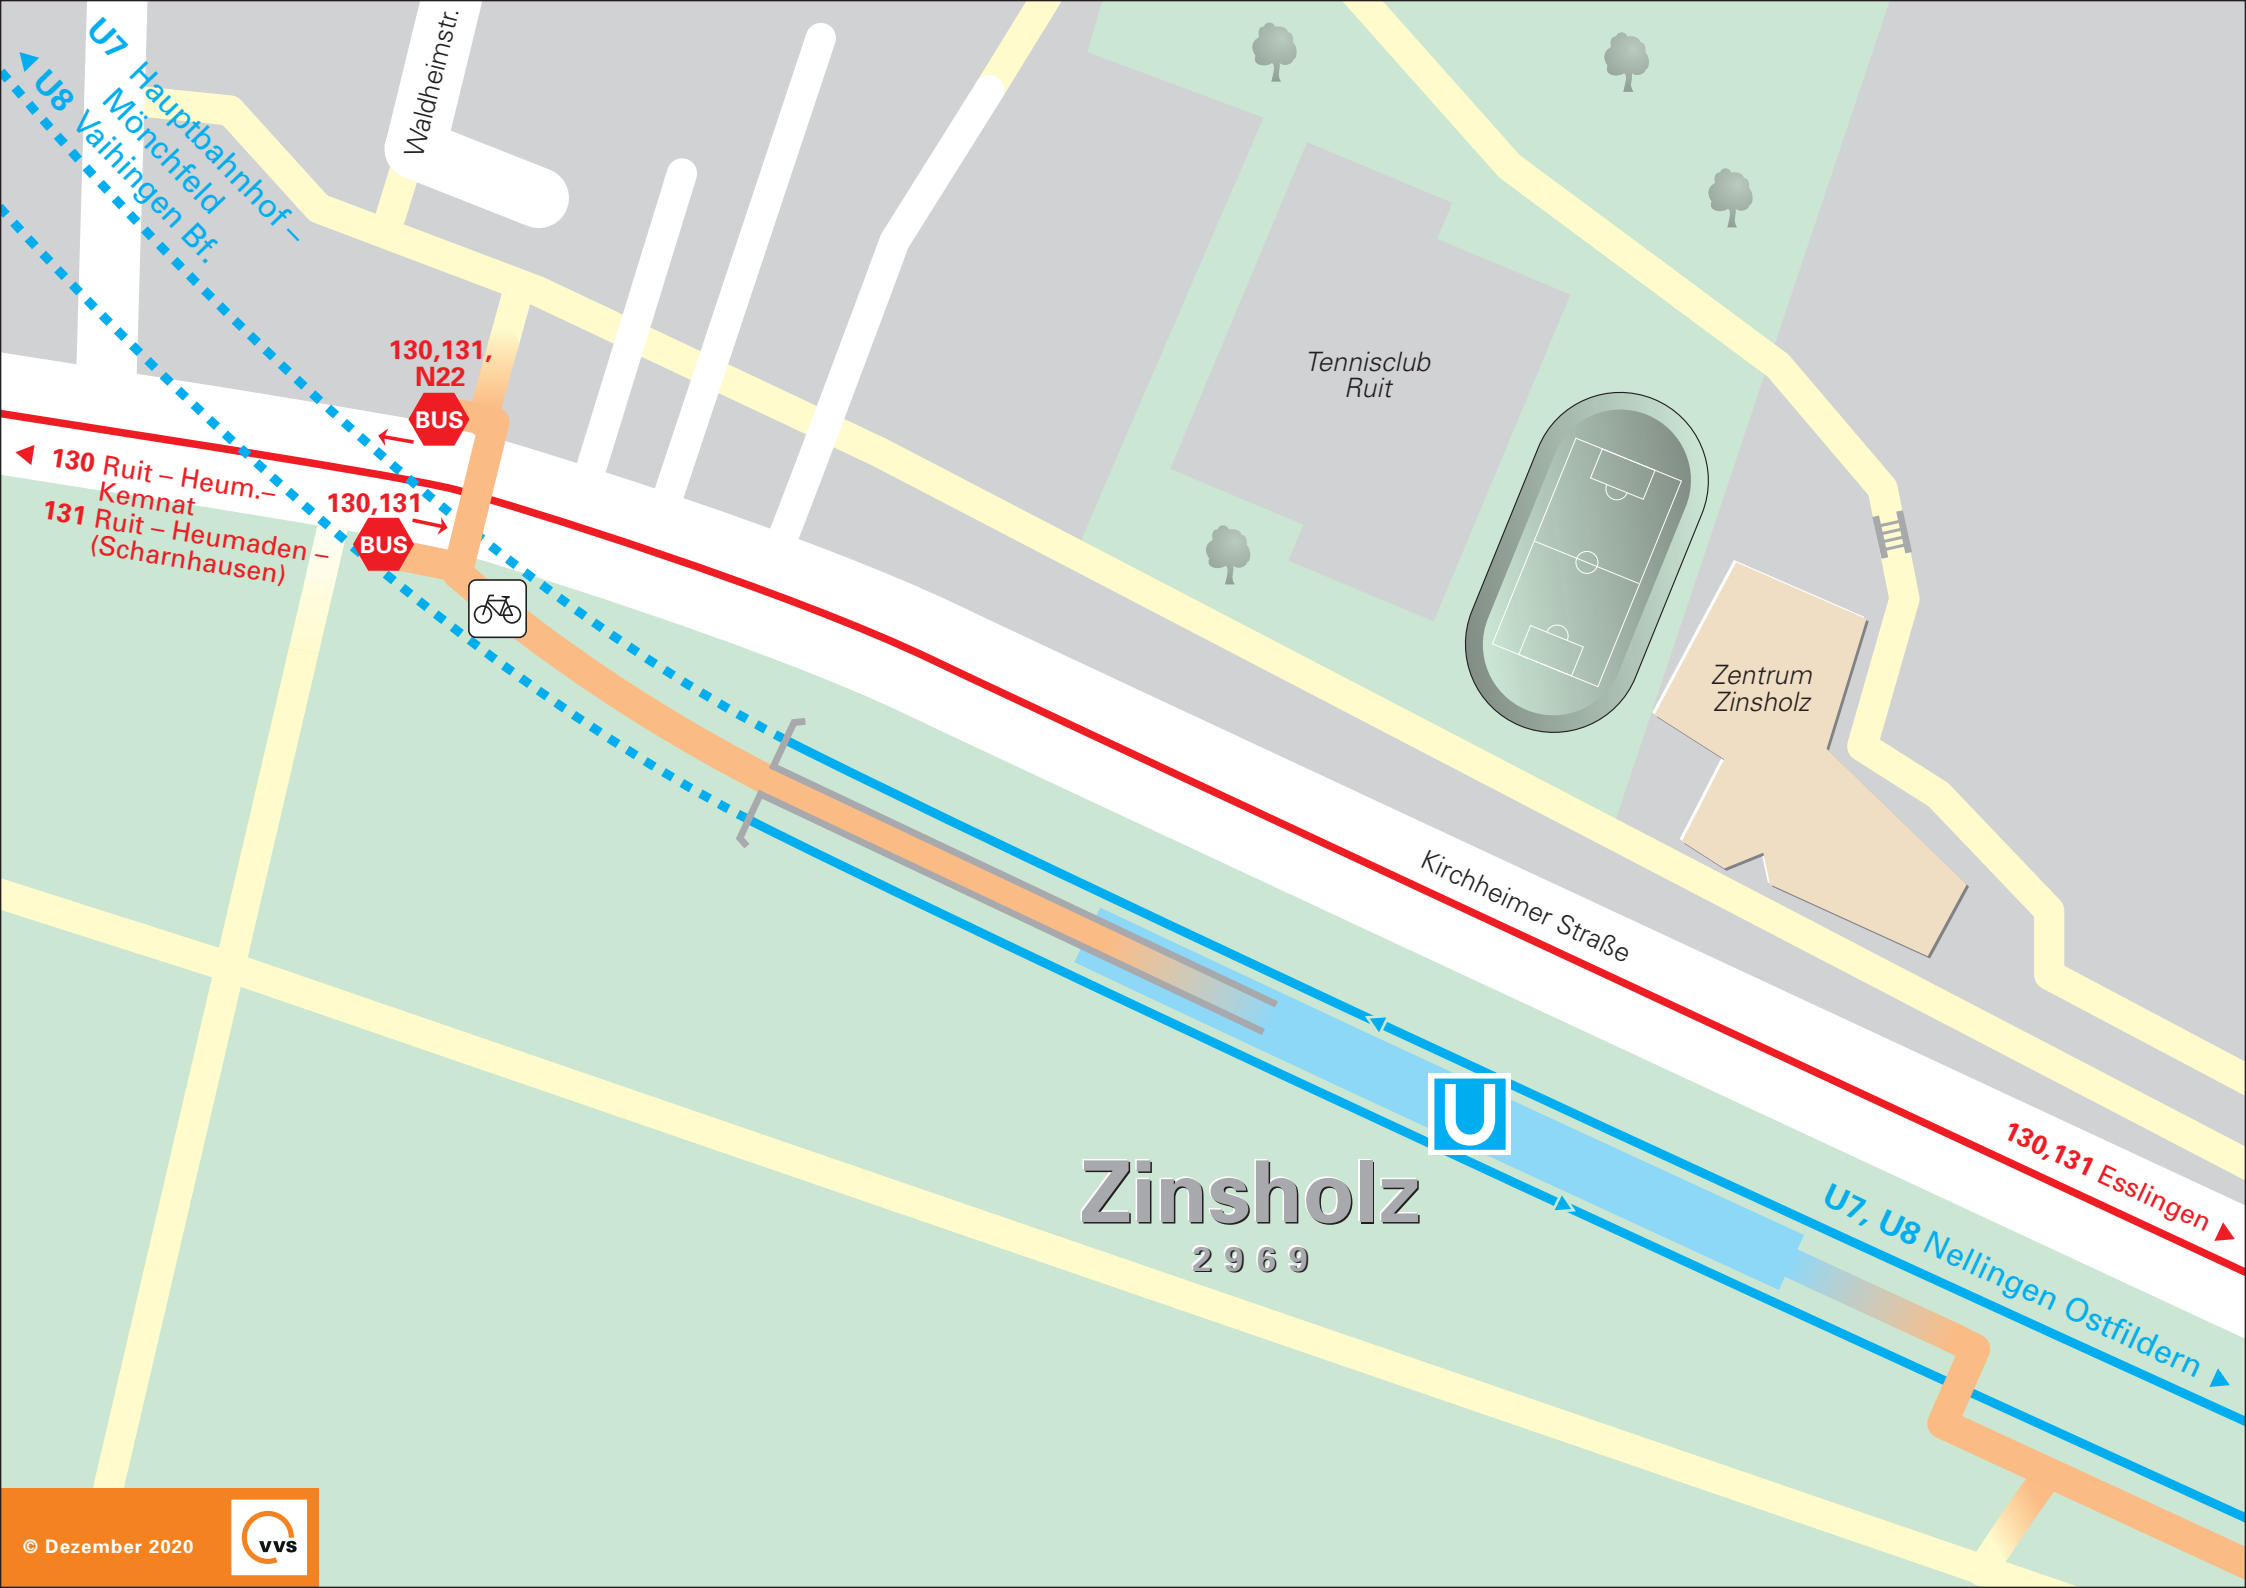 U7 Hauptbahnhof –
Mönchfeld
U8 Vaihingen Bf.
Waldheimstr.
130,131,
N22
BUS
130 Ruit – Heum.–
Kemnat
131 Ruit – Heumaden –
(Scharnhausen)
130,131
BUS
Tennisclub
Ruit
Zentrum
Zinsholz
Kirchheimer Straße
U
Zinsholz
2969
130,131 Esslingen
U7, U8 Nellingen Ostfildern
© Dezember 2020
vvs